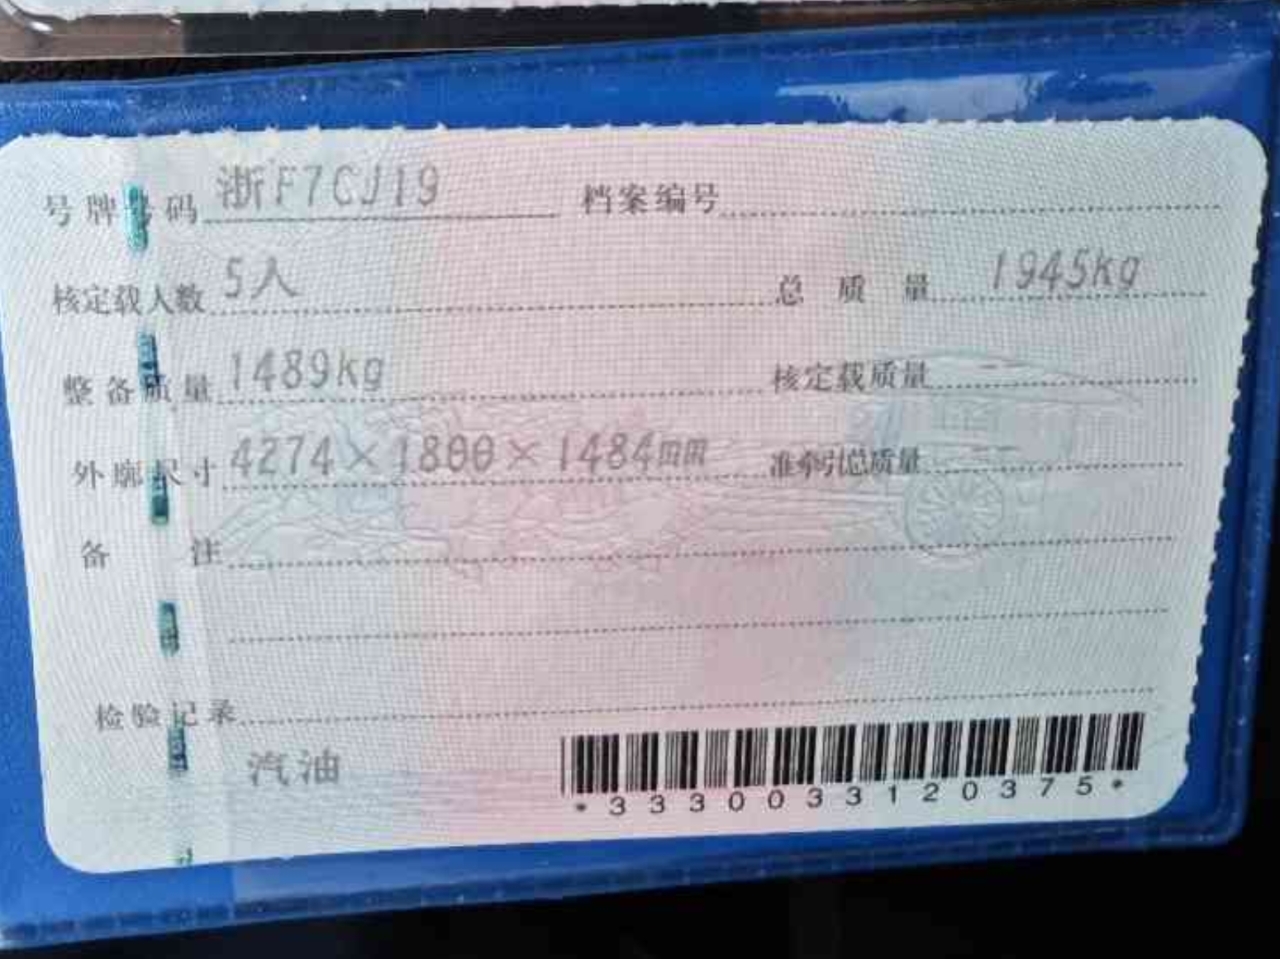 号牌号码 浙F7CJ19 档案编号
核定载人数 5人 总质量 1945kg
整备质量 1489kg 核定载质量 --
外廓尺寸 4274×1800×1484mm 准牵引总质量 --
备注
检验记录
汽油
*3330033120375*